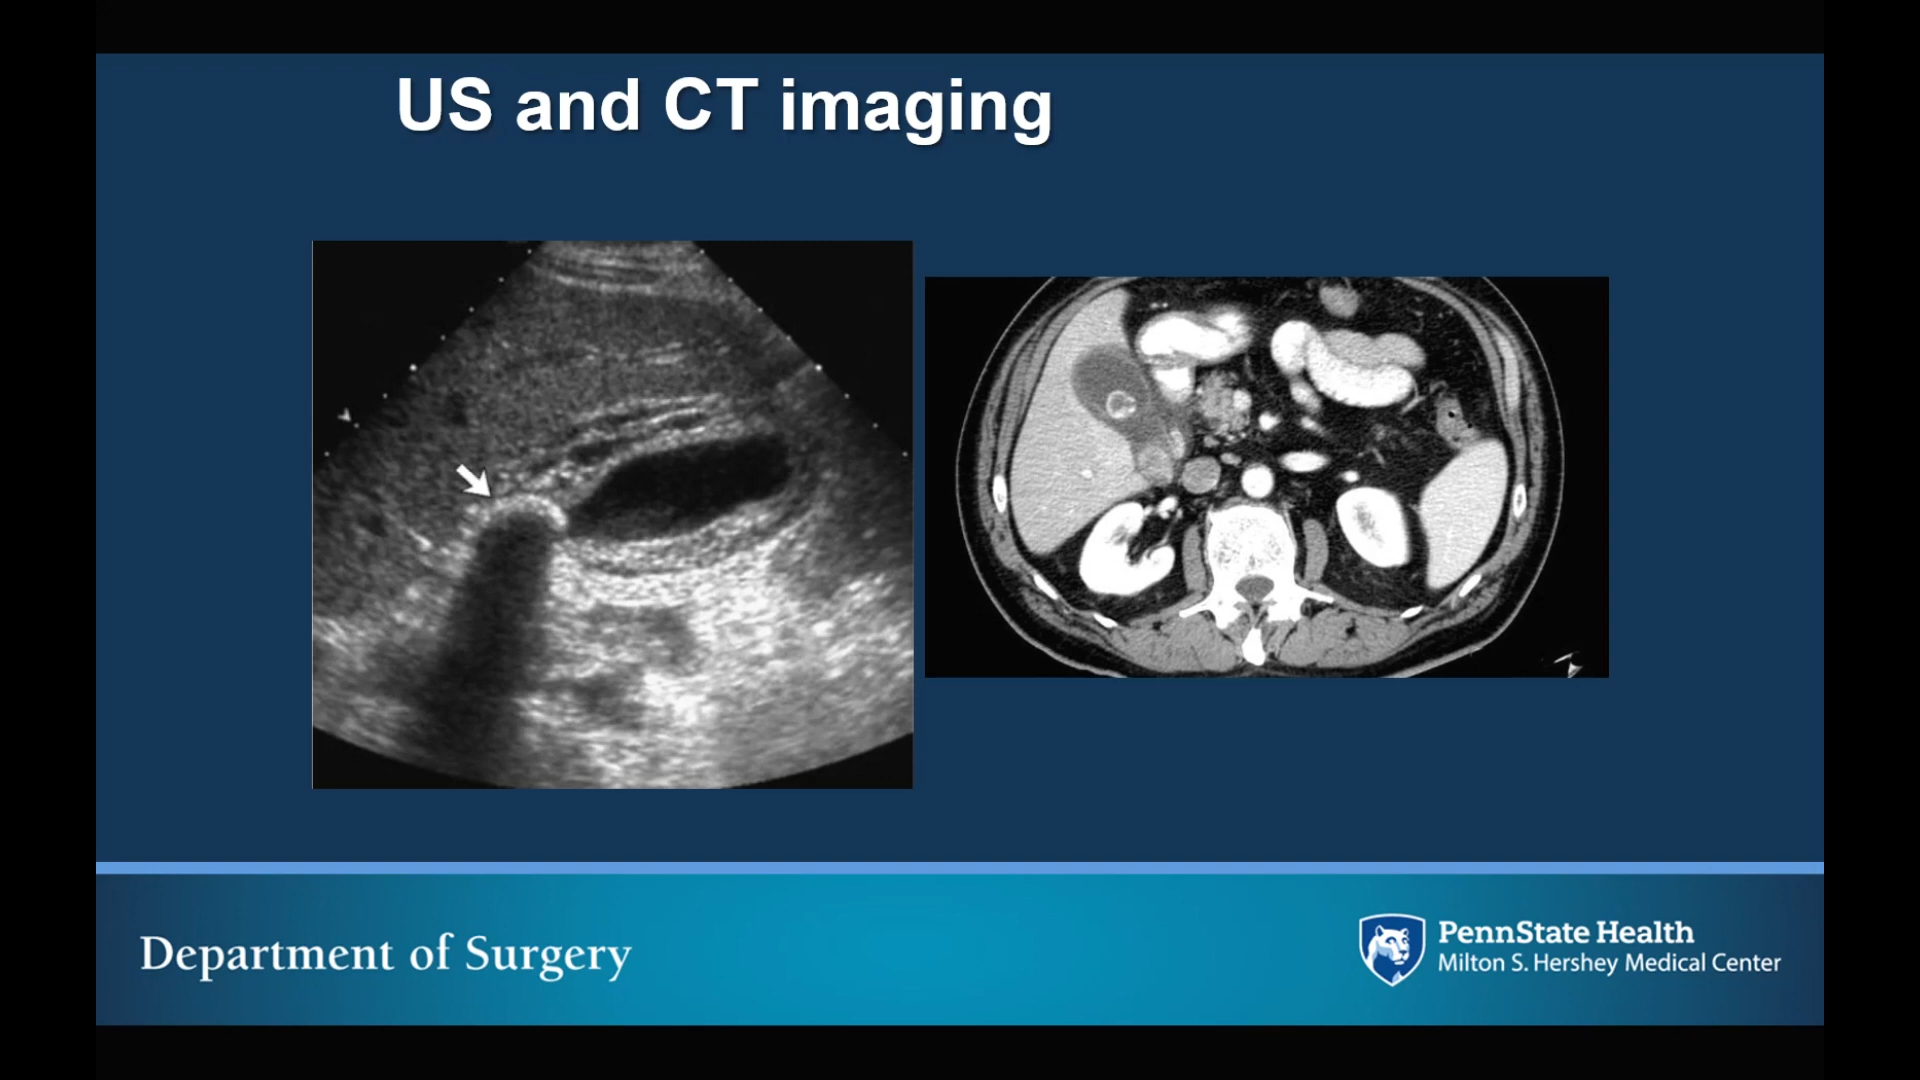 US and CT imaging
Department of Surgery
PennState Health
Milton S. Hershey Medical Center